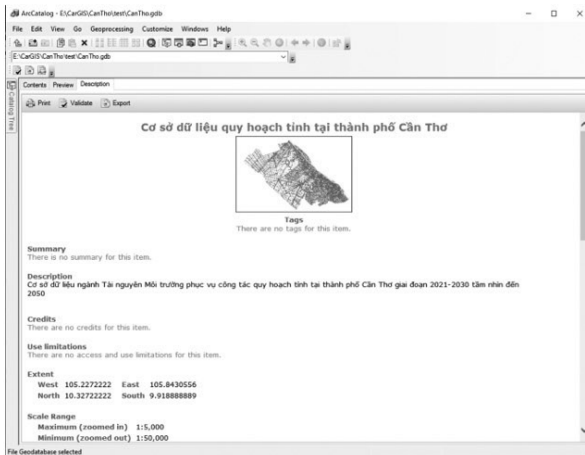 ArcCatalog - E:\CarGIS\CanTho\test\CanTho.gdb
File Edit View Go Geoprocessing Customize Windows Help
E:\CarGIS\CanTho\test\CanTho.gdb
Catalog Tree
Contents Preview Description
Print Validate Export
Cơ sở dữ liệu quy hoạch tỉnh tại thành phố Cần Thơ
Tags
There are no tags for this item.
Summary
There is no summary for this item.
Description
Cơ sở dữ liệu ngành Tài nguyên Môi trường phục vụ công tác quy hoạch tỉnh tại thành phố Cần Thơ giai đoạn 2021-2030 tầm nhìn đến
2050
Credits
There are no credits for this item.
Use limitations
There are no access and use limitations for this item.
Extent
West 105.2272222 East 105.8430556
North 10.32722222 South 9.918888889
Scale Range
Maximum (zoomed in) 1:5,000
Minimum (zoomed out) 1:50,000
File Geodatabase selected